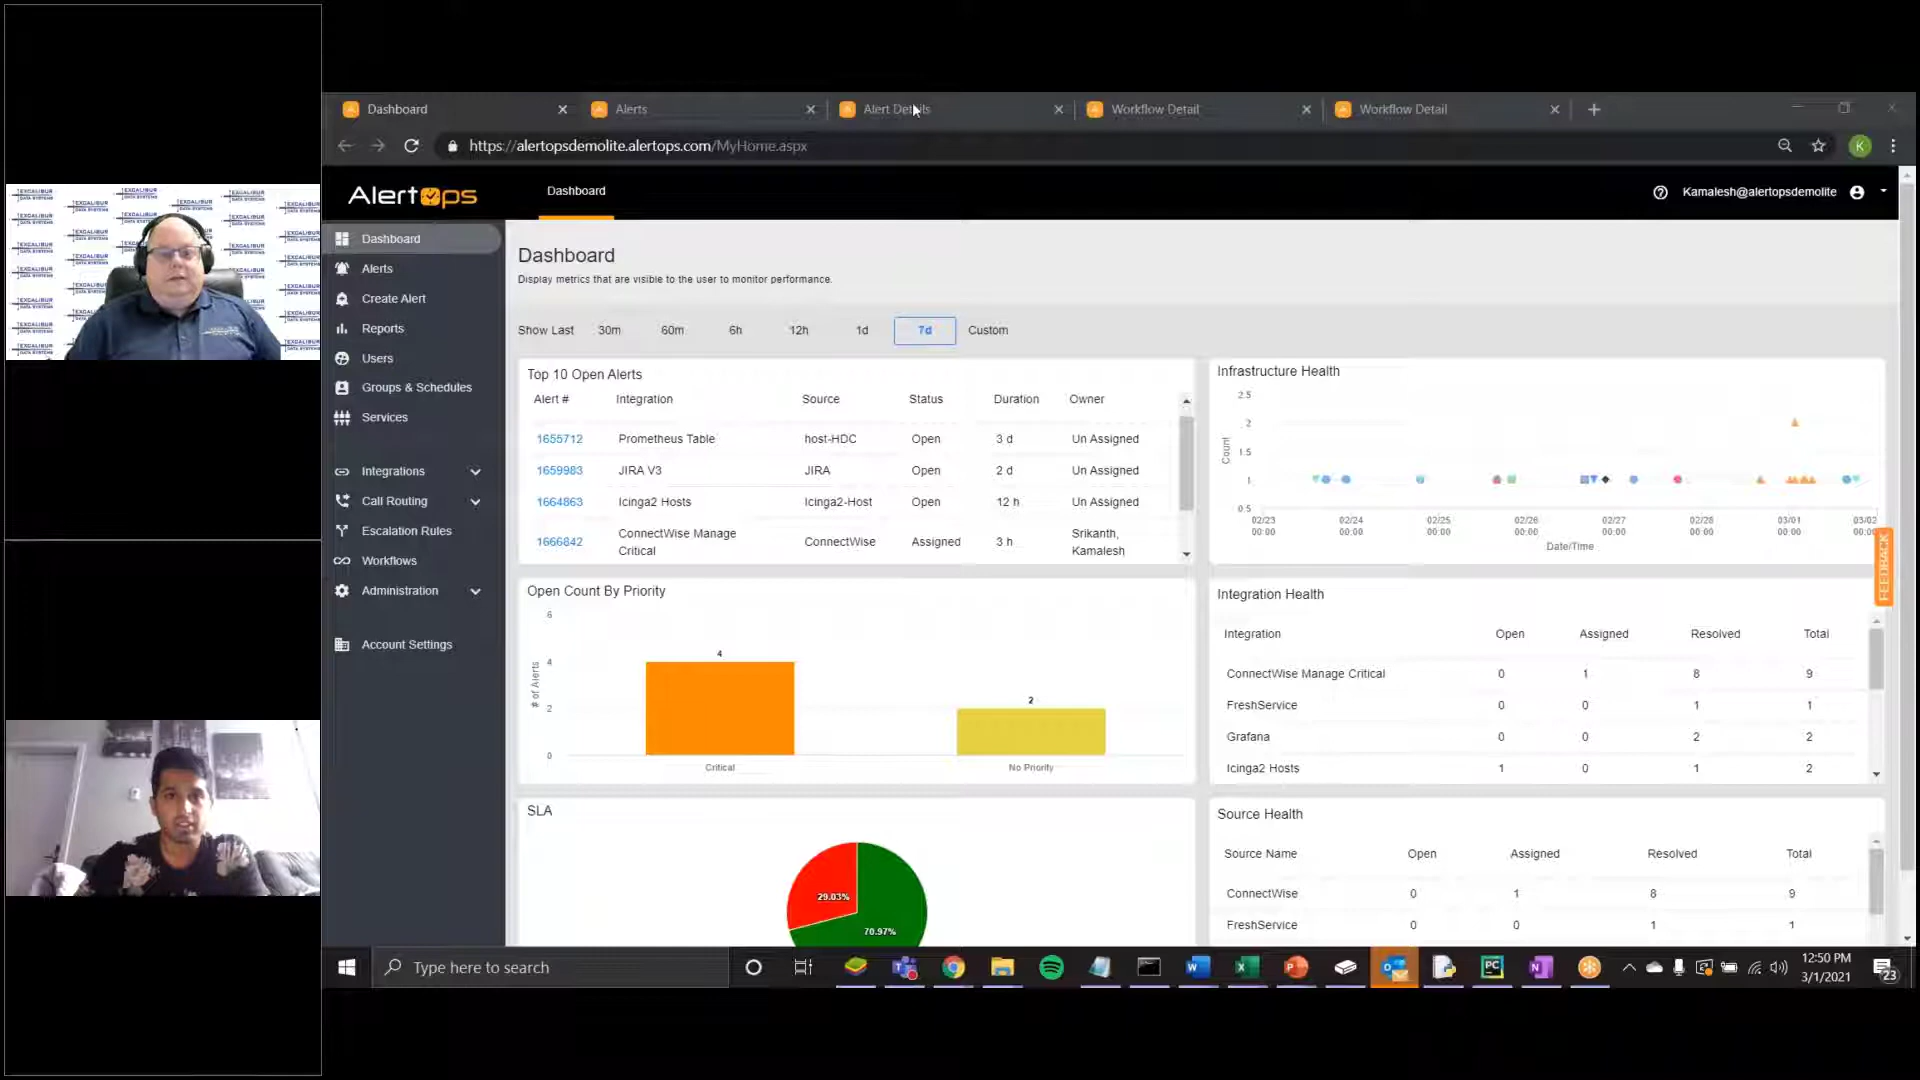 EXCALIBUR
DATA SYSTEMS
Dashboard
Alerts
Alert Details
Workflow Detail
Workflow Detail
https://alertopsdemolite.alertops.com/MyHome.aspx
K
AlertOps
Dashboard
Kamalesh@alertopsdemolite
Dashboard
Alerts
Create Alert
Reports
Users
Groups & Schedules
Services
Integrations
Call Routing
Escalation Rules
Workflows
Administration
Account Settings
Dashboard
Display metrics that are visible to the user to monitor performance.
Show Last 30m 60m 6h 12h 1d 7d Custom
Top 10 Open Alerts
Alert # Integration Source Status Duration Owner
1655712 Prometheus Table host-HDC Open 3 d Un Assigned
1659983 JIRA V3 JIRA Open 2 d Un Assigned
1664863 Icinga2 Hosts Icinga2-Host Open 12 h Un Assigned
1666842 ConnectWise Manage Critical ConnectWise Assigned 3 h Srikanth, Kamalesh
Infrastructure Health
2.5
2
1.5
1
0.5
Count
02/23 02/24 02/25 02/26 02/27 02/28 03/01 03/02
00:00 00:00 00:00 00:00 00:00 00:00 00:00 00:00
Date/Time
FEEDBACK
Open Count By Priority
6
4
2
0
# of Alerts
4
2
Critical No Priority
Integration Health
Integration Open Assigned Resolved Total
ConnectWise Manage Critical 0 1 8 9
FreshService 0 0 1 1
Grafana 0 0 2 2
Icinga2 Hosts 1 0 1 2
SLA
29.03%
70.97%
Source Health
Source Name Open Assigned Resolved Total
ConnectWise 0 1 8 9
FreshService 0 0 1 1
Type here to search
12:50 PM
3/1/2021
23